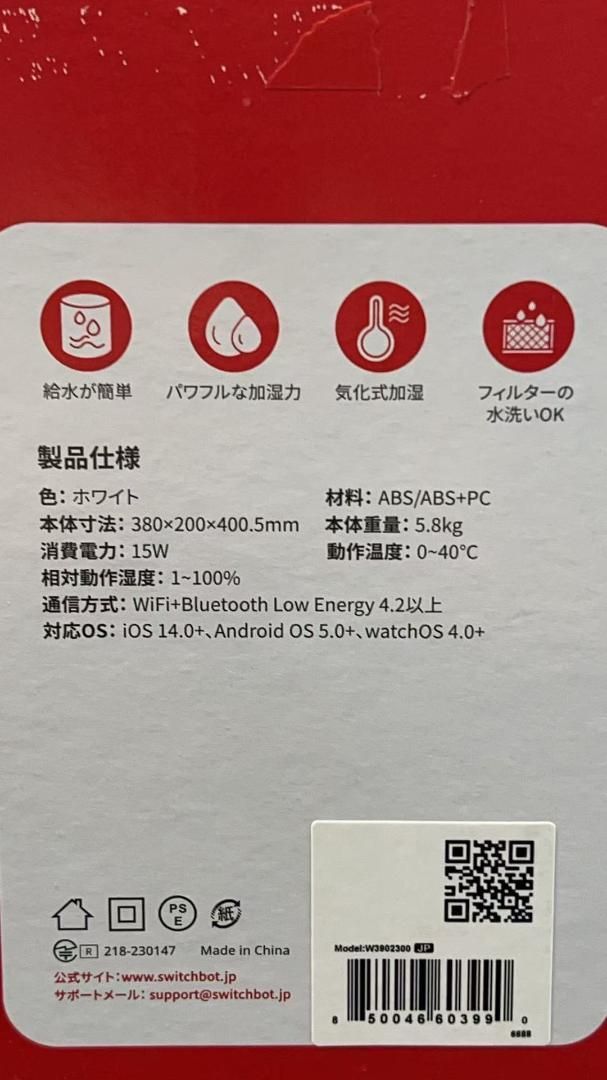 給水が簡単
パワフルな加湿力
気化式加湿
フィルターの
水洗いOK
製品仕様
色：ホワイト
材料：ABS/ABS+PC
本体寸法：380×200×400.5mm
本体重量：5.8kg
消費電力：15W
動作温度：0~40℃
相対動作湿度：1~100%
通信方式：WiFi+Bluetooth Low Energy 4.2以上
対応OS：iOS 14.0+、Android OS 5.0+、watchOS 4.0+
PS
E
紙
R 218-230147
Made in China
公式サイト：www.switchbot.jp
サポートメール：support@switchbot.jp
Model:W3902300 JP
8 50046 60399 0
6688